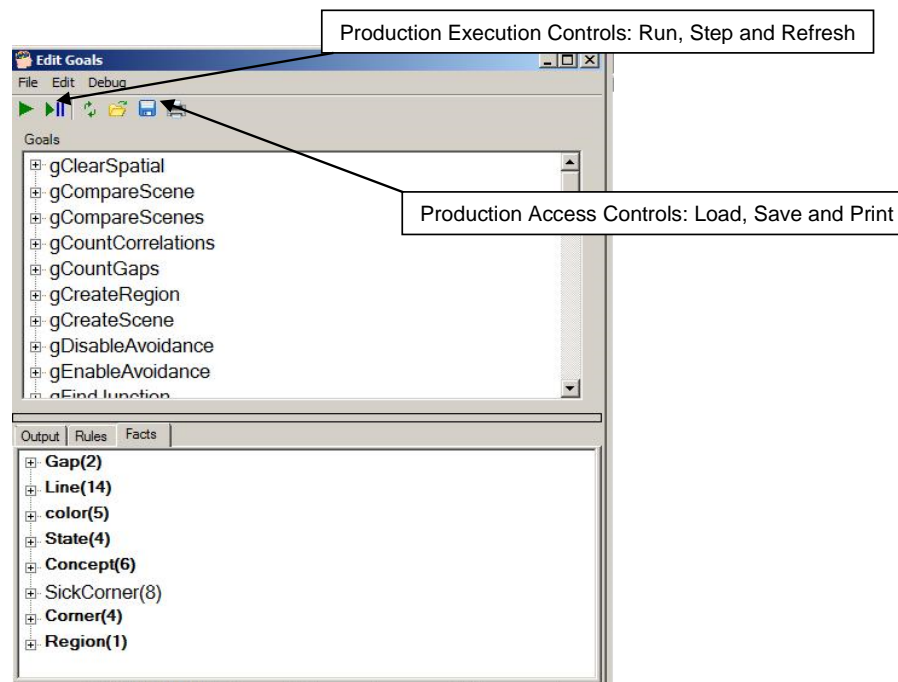 Production Execution Controls: Run, Step and Refresh
Edit Goals
File Edit Debug
Goals
gClearSpatial
gCompareScene
gCompareScenes
Production Access Controls: Load, Save and Print
gCountCorrelations
gCountGaps
gCreateRegion
gCreateScene
gDisableAvoidance
gEnableAvoidance
gFindJunction
Output Rules Facts
Gap(2)
Line(14)
color(5)
State(4)
Concept(6)
SickCorner(8)
Corner(4)
Region(1)